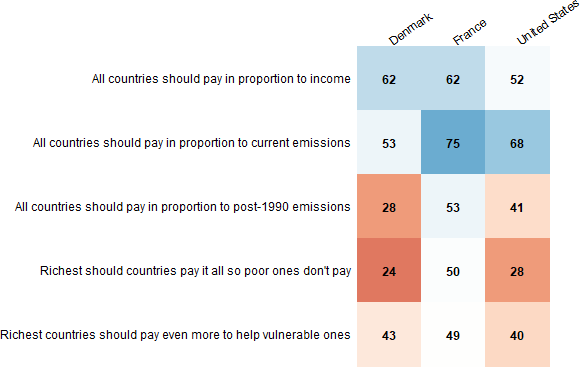 Denmark France United States
All countries should pay in proportion to income 62 62 52
All countries should pay in proportion to current emissions 53 75 68
All countries should pay in proportion to post-1990 emissions 28 53 41
Richest should countries pay it all so poor ones don't pay 24 50 28
Richest countries should pay even more to help vulnerable ones 43 49 40